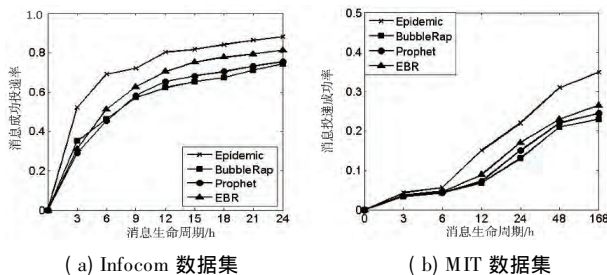 1.0
0.8
0.6
0.4
0.2
0
消息成功投递率
3 6 9 12 15 18 21 24
消息生命周期/h
Epidemic
BubbleRap
Prophet
EBR
(a) Infocom 数据集
0.5
0.4
0.3
0.2
0.1
0
消息投递成功率
0 3 6 12 24 48 168
消息生命周期/h
Epidemic
BubbleRap
Prophet
EBR
(b) MIT 数据集